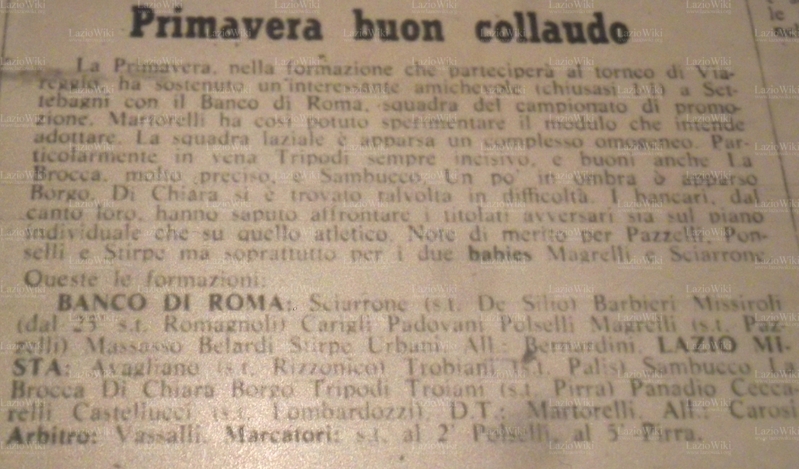 Primavera buon collaudo
La Primavera, nella formazione che parteciperà al torneo di Via-
reggio ha sostenuto un'interessante amichevole (chiusasi 1-1) a Set-
tebagni con il Banco di Roma, squadra del campionato di promo-
zione. Martorelli ha così potuto sperimentare il modulo che intende
adottare. La squadra laziale è apparsa un complesso omogeneo. Par-
ticolarmente in vena Tripodi sempre incisivo, e buoni anche La
Brocca, molto preciso, e Sambucco. Un po' in ombra è apparso
Borgo. Di Chiara si è trovato talvolta in difficoltà. I bancari, dal
canto loro, hanno saputo affrontare i titolati avversari sia sul piano
individuale che su quello atletico. Note di merito per Pazzelli, Pon-
selli e Stirpe ma soprattutto per i due babies Magrelli e Sciarrone
Queste le formazioni:
BANCO DI ROMA: Sciarrone (s.t. De Silio) Barbieri Missiroli
(dal 25' s.t. Romagnoli) Carigli Padovani Polselli Magrelli (s.t. Paz-
zelli) Massasso Belardi Stirpe Urbani. All.: Bernardini. LAZIO MI-
STA: Avagliano (s.t. Rizzonico) Trobiani (s.t. Palis) Sambucco La
Brocca Di Chiara Borgo Tripodi Troiani (s.t. Pirra) Panadio Cecca-
relli Castellucci (s.t. Lombardozzi), D.T.: Martorelli. All.: Carosi
Arbitro: Vassalli. Marcatori: s.t. al 2' Polselli, al 5' Pirra.